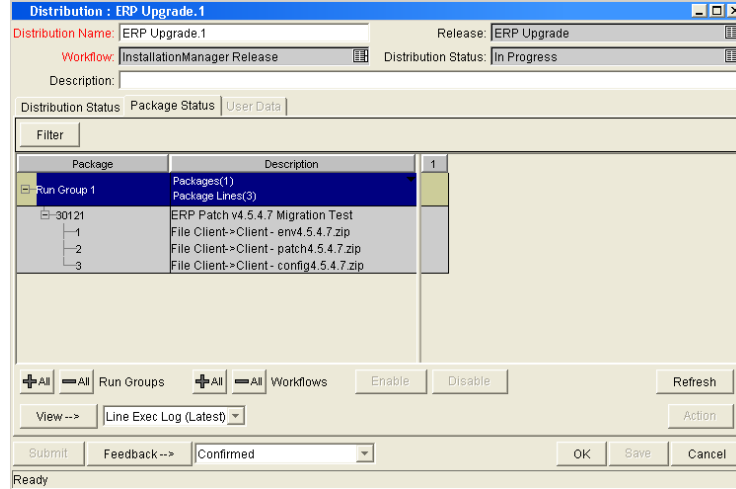 Distribution : ERP Upgrade.1
Distribution Name: ERP Upgrade.1 Release: ERP Upgrade
Workflow: InstallationManager Release Distribution Status: In Progress
Description:
Distribution Status Package Status User Data
Filter
Package Description 1
Run Group 1 Packages(1)
Package Lines(3)
30121 ERP Patch v4.5.4.7 Migration Test
1 File Client->Client - env4.5.4.7.zip
2 File Client->Client - patch4.5.4.7.zip
3 File Client->Client - config4.5.4.7.zip
All All Run Groups All All Workflows Enable Disable Refresh
View --> Line Exec Log (Latest) Action
Submit Feedback --> Confirmed OK Save Cancel
Ready